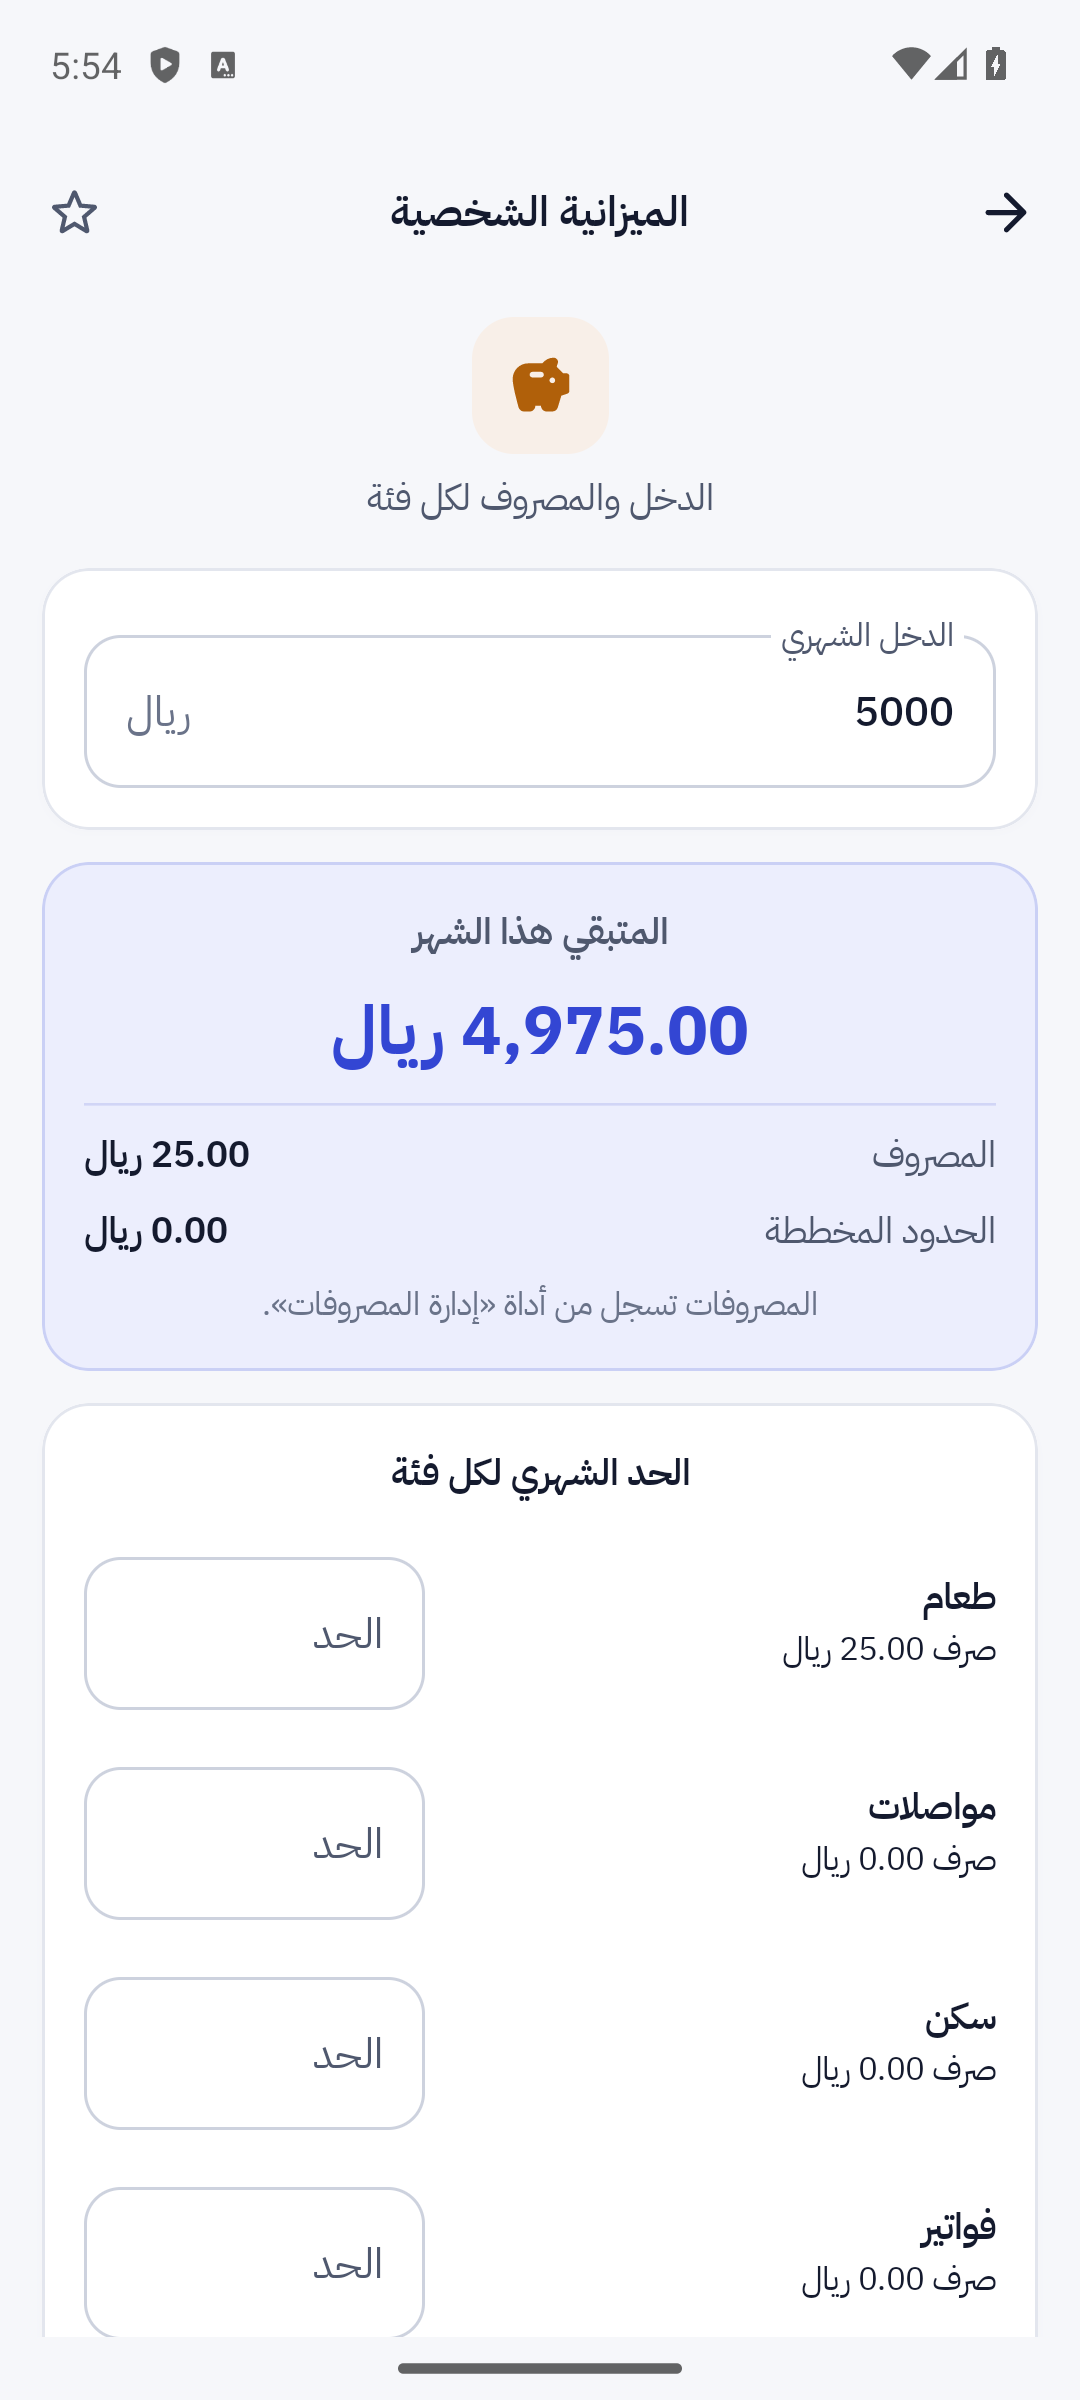 5:54
الميزانية الشخصية
الدخل والمصروف لكل فئة
الدخل الشهري
5000 ريال
المتبقي هذا الشهر
4,975.00 ريال
المصروف 25.00 ريال
الحدود المخططة 0.00 ريال
المصروفات تسجل من أداة «إدارة المصروفات».
الحد الشهري لكل فئة
طعام
صرف 25.00 ريال
الحد
مواصلات
صرف 0.00 ريال
الحد
سكن
صرف 0.00 ريال
الحد
فواتير
صرف 0.00 ريال
الحد